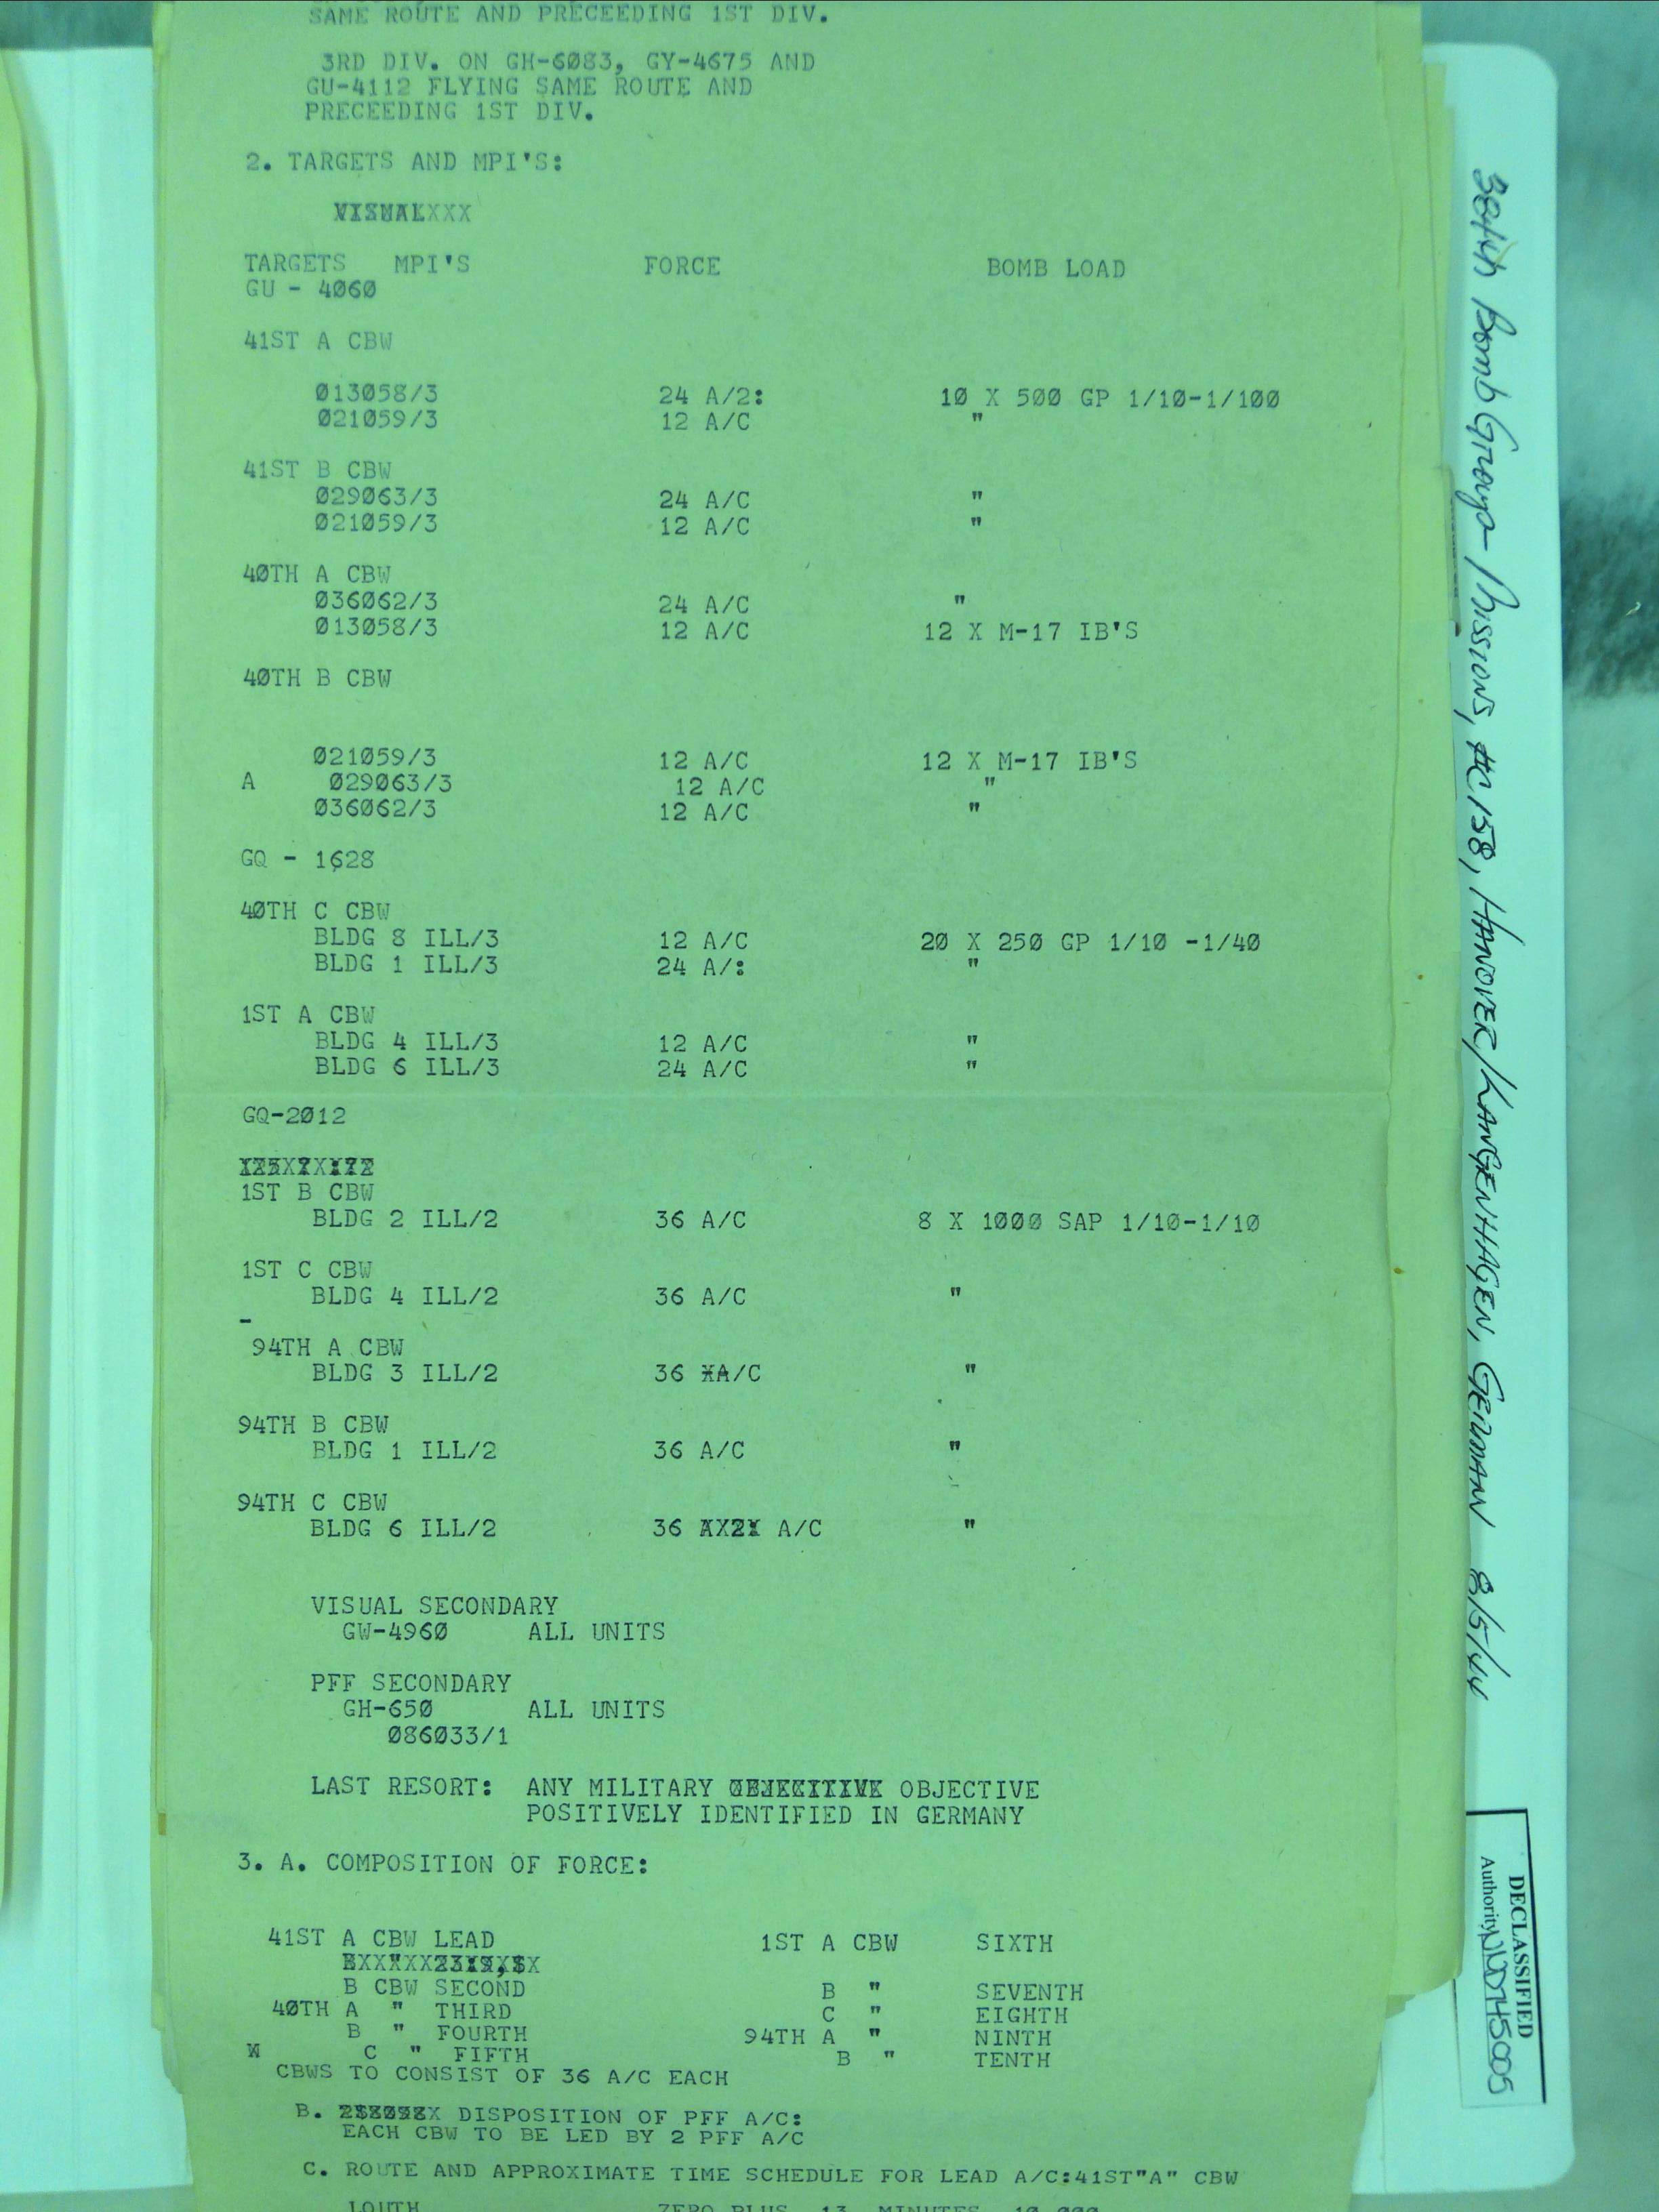 SAME ROUTE AND PRECEEDING 1ST DIV.
3RD DIV. ON GH-6083, GY-4675 AND
GU-4112 FLYING SAME ROUTE AND
PRECEEDING 1ST DIV.
2. TARGETS AND MPI'S:
TARGETS MPI'S FORCE BOMB LOAD
GU - 4060
41ST A CBW
013058/3 24 A/2: 10 X 500 GP 1/10-1/100
021059/3 12 A/C "
41ST B CBW
029063/3 24 A/C "
021059/3 12 A/C "
40TH A CBW
036062/3 24 A/C "
013058/3 12 A/C 12 X M-17 IB'S
40TH B CBW
021059/3 12 A/C 12 X M-17 IB'S
A 029063/3 12 A/C "
036062/3 12 A/C "
GQ - 1628
40TH C CBW
BLDG 8 ILL/3 12 A/C 20 X 250 GP 1/10 -1/40
BLDG 1 ILL/3 24 A/: "
1ST A CBW
BLDG 4 ILL/3 12 A/C "
BLDG 6 ILL/3 24 A/C "
GQ-2012
1ST B CBW
BLDG 2 ILL/2 36 A/C 8 X 1000 SAP 1/10-1/10
1ST C CBW
BLDG 4 ILL/2 36 A/C "
-
94TH A CBW
BLDG 3 ILL/2 36 XA/C "
94TH B CBW
BLDG 1 ILL/2 36 A/C "
94TH C CBW
BLDG 6 ILL/2 36 A/C "
VISUAL SECONDARY
GW-4960 ALL UNITS
PFF SECONDARY
GH-650 ALL UNITS
086033/1
LAST RESORT: ANY MILITARY OBJECTIVE
POSITIVELY IDENTIFIED IN GERMANY
3. A. COMPOSITION OF FORCE:
41ST A CBW LEAD 1ST A CBW SIXTH
B CBW SECOND B " SEVENTH
40TH A " THIRD C " EIGHTH
B " FOURTH 94TH A " NINTH
C " FIFTH B " TENTH
CBWS TO CONSIST OF 36 A/C EACH
B. DISPOSITION OF PFF A/C:
EACH CBW TO BE LED BY 2 PFF A/C
C. ROUTE AND APPROXIMATE TIME SCHEDULE FOR LEAD A/C:41ST"A" CBW
LOUTH ZERO PLUS 13 MINUTES 10,000
384th Bomb Group Missions, #C158, HANOVER/LANGENHAGEN, GERMANY 8/5/44
DECLASSIFIED
Authority NND745005